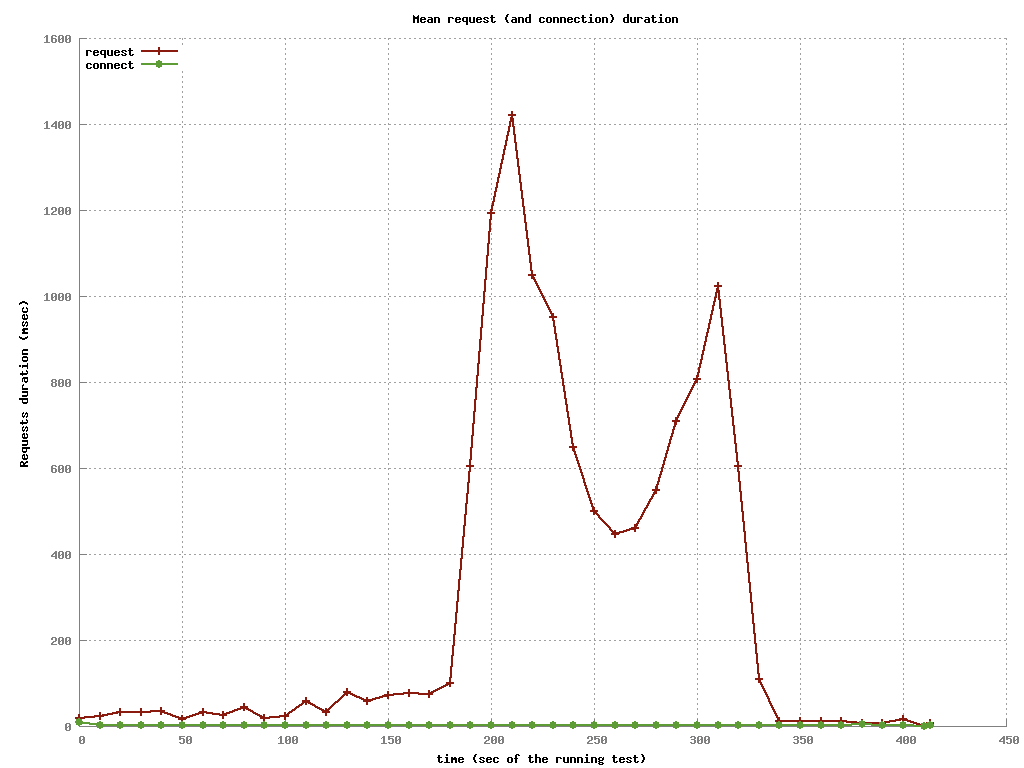 Mean request (and connection) duration
request
connect
1600
1400
1200
1000
800
600
400
200
0
Requests duration (msec)
0 50 100 150 200 250 300 350 400 450
time (sec of the running test)